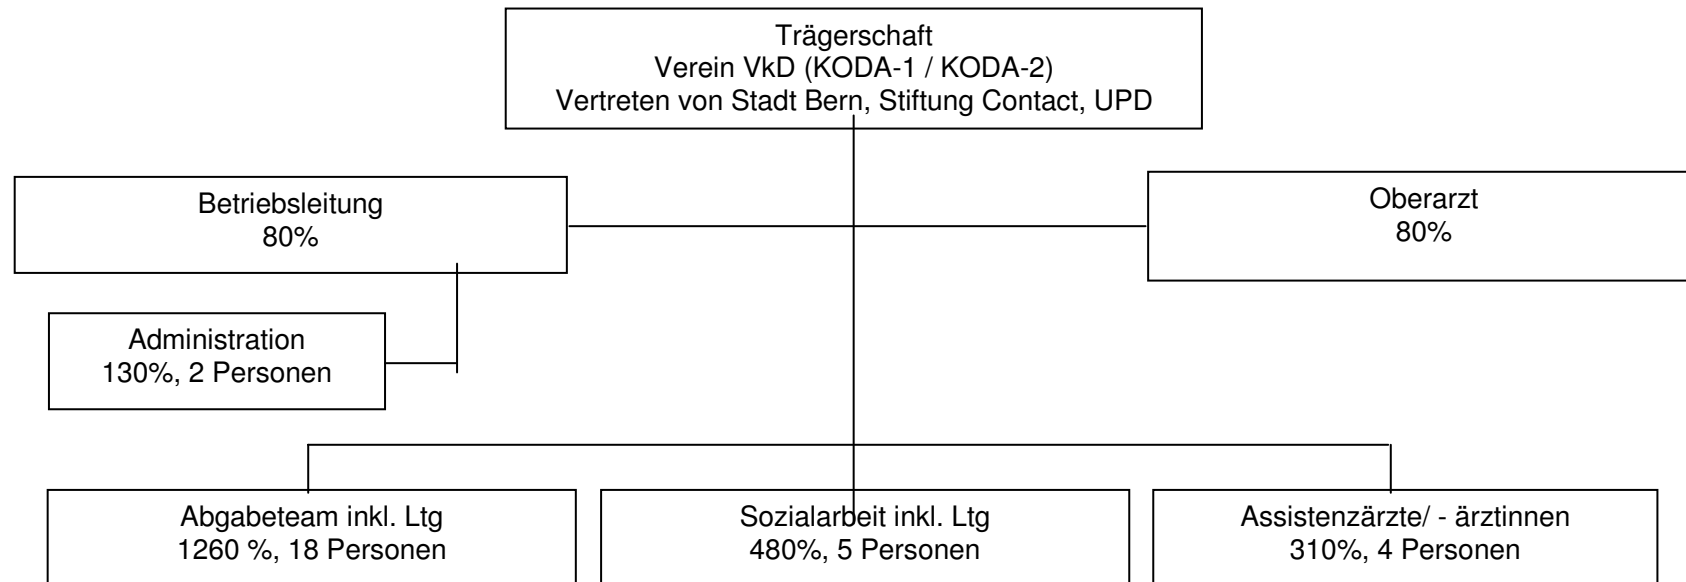 Trägerschaft
Verein VkD (KODA-1 / KODA-2)
Vertreten von Stadt Bern, Stiftung Contact, UPD
Betriebsleitung
80%
Oberarzt
80%
Administration
130%, 2 Personen
Abgabeteam inkl. Ltg
1260 %, 18 Personen
Sozialarbeit inkl. Ltg
480%, 5 Personen
Assistenzärzte/ - ärztinnen
310%, 4 Personen